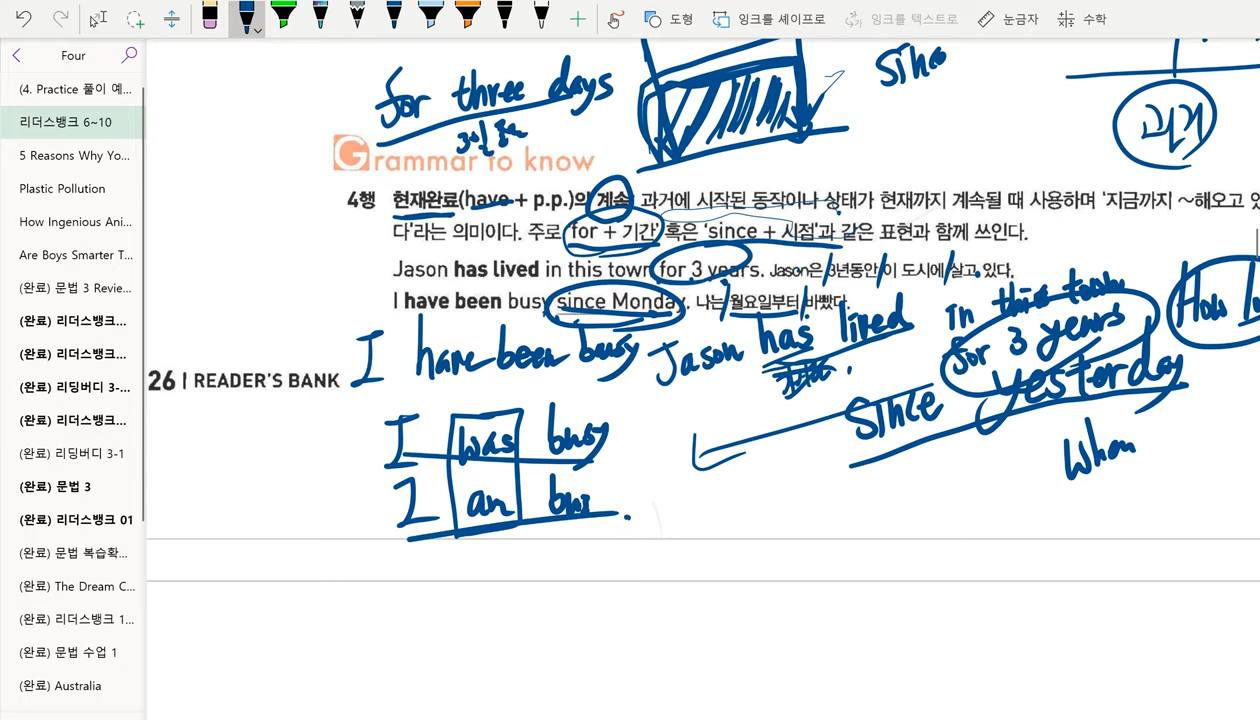 도형
잉크를 셰이프로
잉크를 텍스트로
눈금자
수학
Four
(4. Practice 풀이 예...
리더스뱅크 6~10
5 Reasons Why Yo...
Plastic Pollution
How Ingenious Ani...
Are Boys Smarter T...
(완료) 문법 3 Revie...
(완료) 리더스뱅크...
(완료) 리더스뱅크...
(완료) 리딩버디 3-...
(완료) 리더스뱅크...
(완료) 리딩버디 3-1
(완료) 문법 3
(완료) 리더스뱅크 01
(완료) 문법 복습확...
(완료) The Dream C...
(완료) 리더스뱅크 1...
(완료) 문법 수업 1
(완료) Australia
for three days
3일 동안
과거
Grammar to know
4행 현재완료(have + p.p.)의 계속 과거에 시작된 동작이나 상태가 현재까지 계속될 때 사용하며 '지금까지 ~해오고 있
다'라는 의미이다. 주로 'for + 기간' 혹은 'since + 시점'과 같은 표현과 함께 쓰인다.
Jason has lived in this town for 3 years. Jason은 3년동안 이 도시에 살고 있다.
I have been busy since Monday. 나는 월요일부터 바빴다.
I have been busy
Jason has lived in this town
for 3 years
How
since yesterday
when
26 | READER'S BANK
I was busy
I am